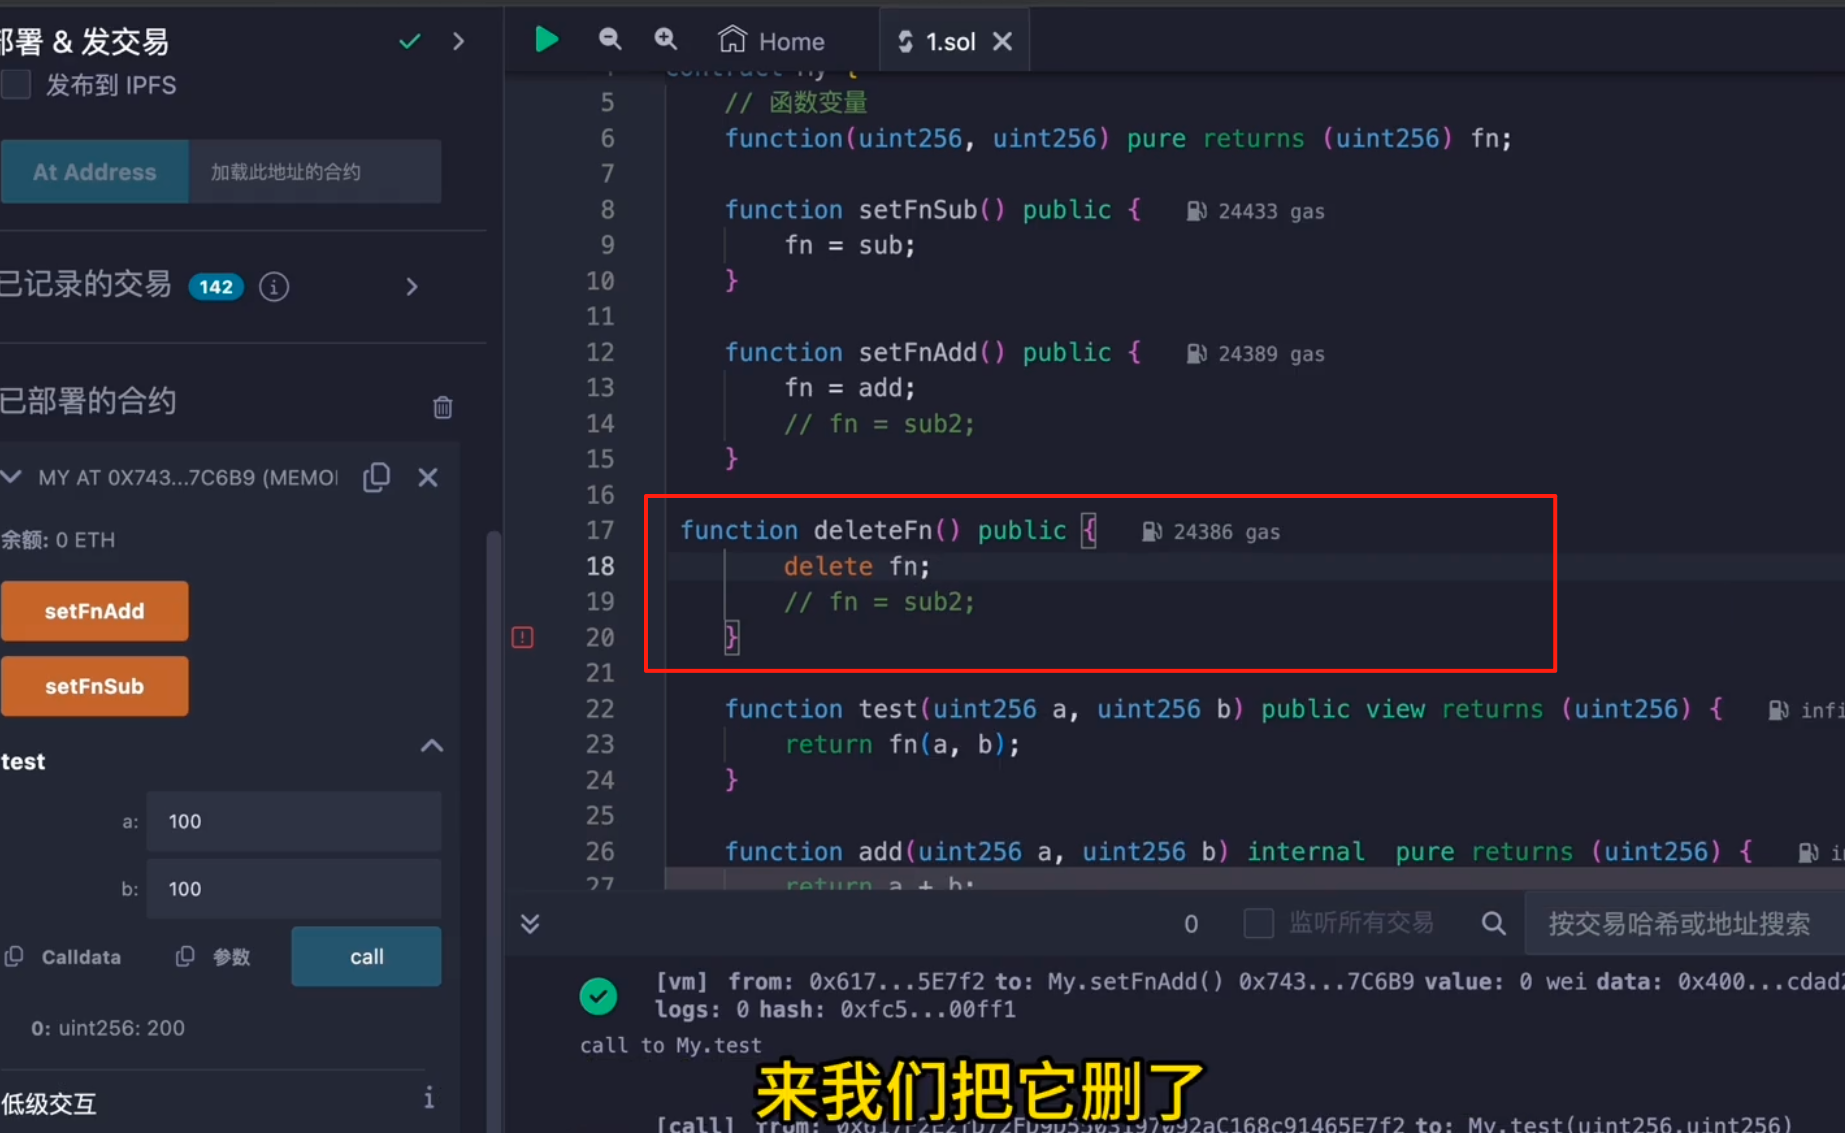 部署 & 发交易
发布到 IPFS
At Address
加载此地址的合约
已记录的交易 142
已部署的合约
MY AT 0X743...7C6B9 (MEMO
余额: 0 ETH
setFnAdd
setFnSub
test
a: 100
b: 100
Calldata 参数 call
0: uint256: 200
低级交互
Home 1.sol
contract My {
5 // 函数变量
6 function(uint256, uint256) pure returns (uint256) fn;
7
8 function setFnSub() public { 24433 gas
9 fn = sub;
10 }
11
12 function setFnAdd() public { 24389 gas
13 fn = add;
14 // fn = sub2;
15 }
16
17 function deleteFn() public { 24386 gas
18 delete fn;
19 // fn = sub2;
20 }
21
22 function test(uint256 a, uint256 b) public view returns (uint256) { infi
23 return fn(a, b);
24 }
25
26 function add(uint256 a, uint256 b) internal pure returns (uint256) { i
27 return a + b;
0 监听所有交易 按交易哈希或地址搜索
[vm] from: 0x617...5E7f2 to: My.setFnAdd() 0x743...7C6B9 value: 0 wei data: 0x400...cdad
logs: 0 hash: 0xfc5...00ff1
call to My.test
来我们把它删了
[call] from: to: My.test(uint256,uint256)